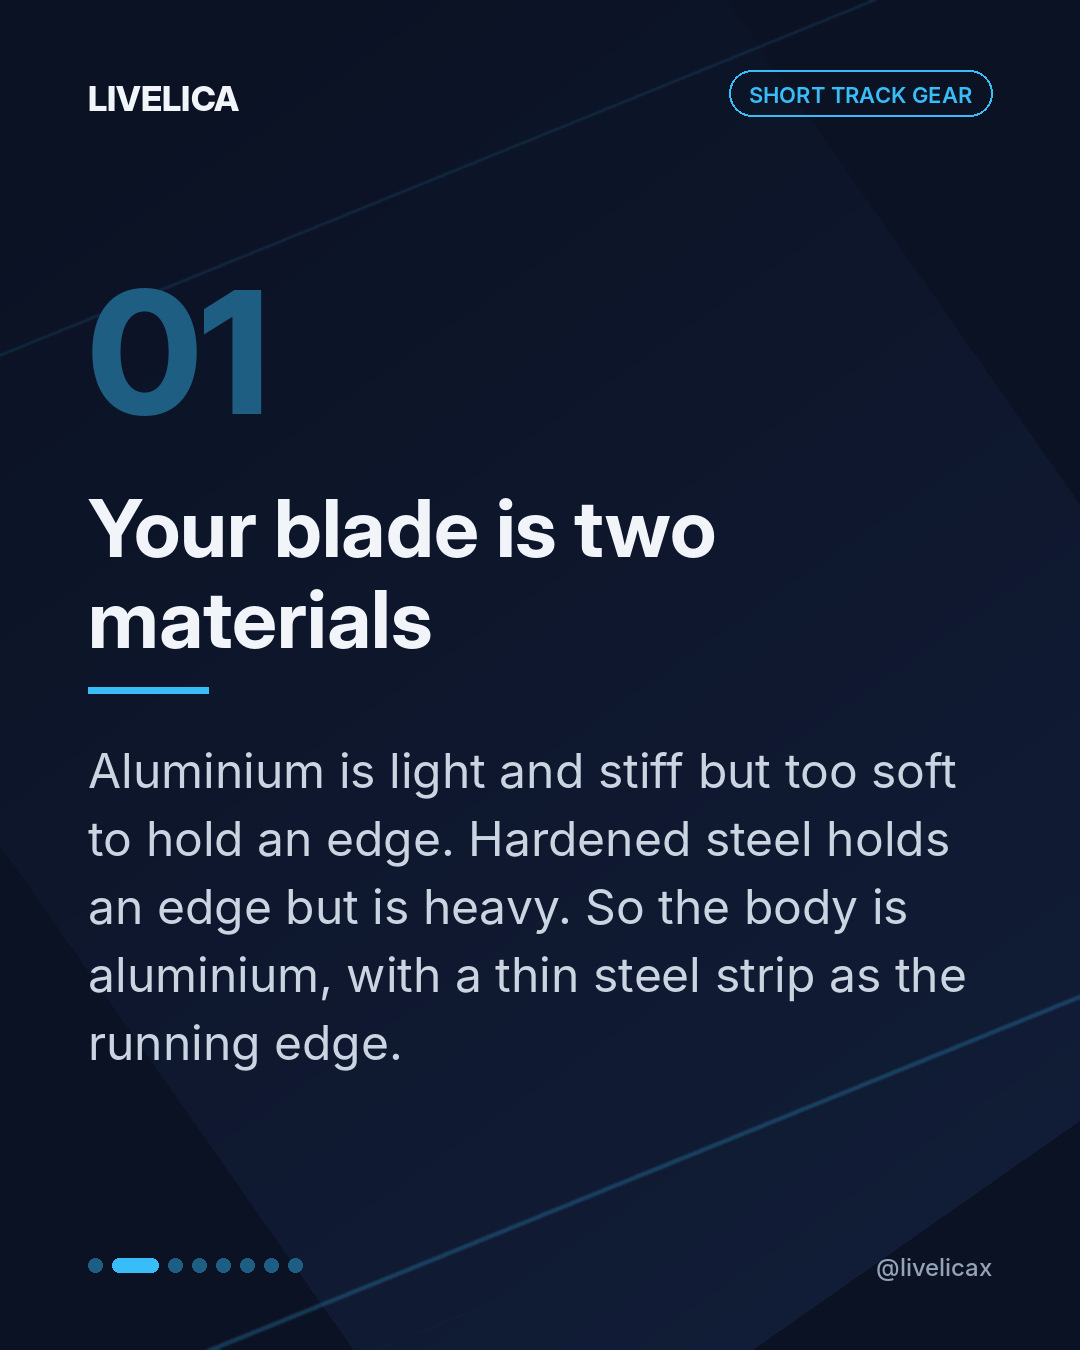 LIVELICA
SHORT TRACK GEAR
01
Your blade is two
materials
Aluminium is light and stiff but too soft
to hold an edge. Hardened steel holds
an edge but is heavy. So the body is
aluminium, with a thin steel strip as the
running edge.
@livelicax